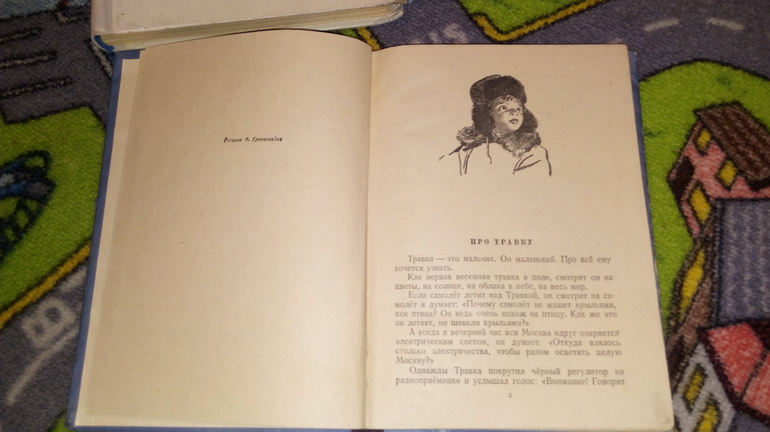 ПРО ТРАВКУ
Травка — это мальчик. Он маленький. Про всё ему
хочется узнать.
Как первая весенняя травка в поле, смотрит он на
цветы, на солнце, на облака в небе, на весь мир.
Если самолёт летит над Травкой, он смотрит на са-
молёт и думает: «Почему самолёт не машет крыльями,
как птица? Он ведь очень похож на птицу. Как же это
он летает, не шевеля крыльями?»
А когда в вечерний час вся Москва вдруг озаряется
электрическим светом, он думает: «Откуда взялось
столько электричества, чтобы разом осветить целую
Москву?»
Однажды Травка покрутил чёрный регулятор на
радиоприёмнике и услышал голос: «Внимание! Говорит
3